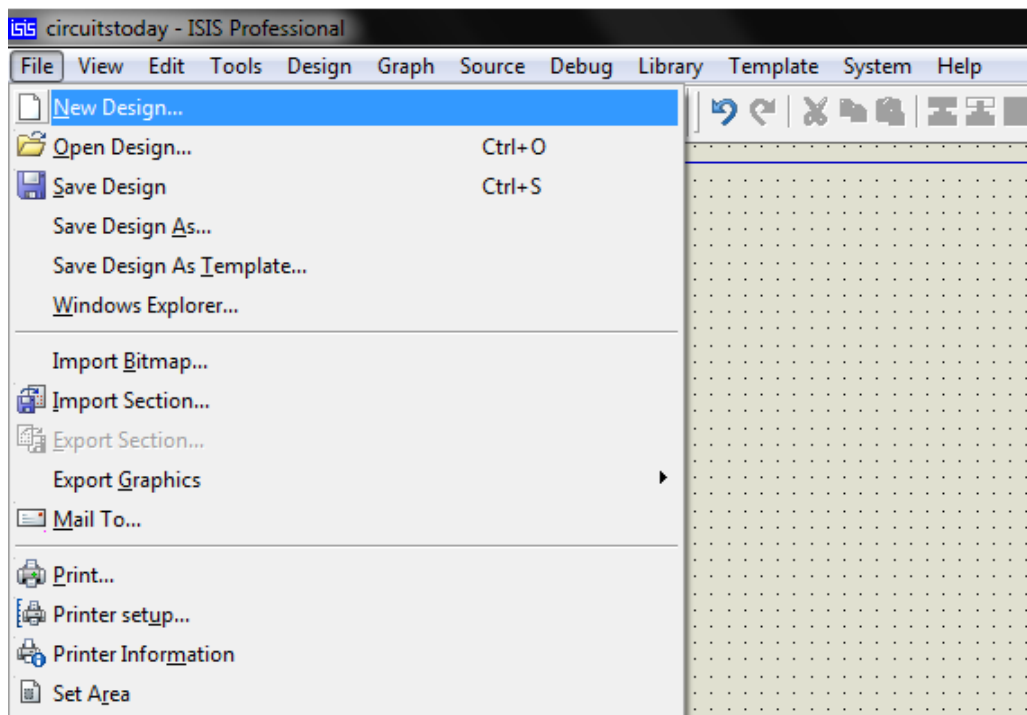 isis circuitstoday - ISIS Professional
File View Edit Tools Design Graph Source Debug Library Template System Help
New Design...
Open Design... Ctrl+O
Save Design Ctrl+S
Save Design As...
Save Design As Template...
Windows Explorer...
Import Bitmap...
Import Section...
Export Section...
Export Graphics
Mail To...
Print...
Printer setup...
Printer Information
Set Area